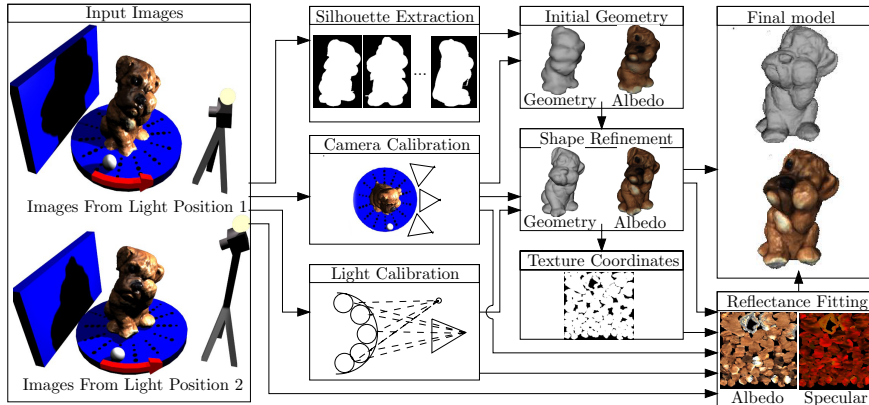 Input Images
Images From Light Position 1
Images From Light Position 2
Silhouette Extraction
...
Camera Calibration
Light Calibration
Initial Geometry
Geometry Albedo
Shape Refinement
Geometry Albedo
Texture Coordinates
Final model
Reflectance Fitting
Albedo Specular